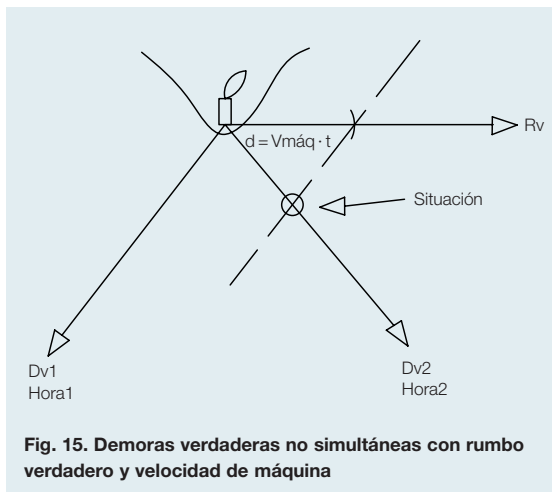 Rv
d = Vmáq · t
Situación
Dv1
Hora1
Dv2
Hora2
Fig. 15. Demoras verdaderas no simultáneas con rumbo
verdadero y velocidad de máquina